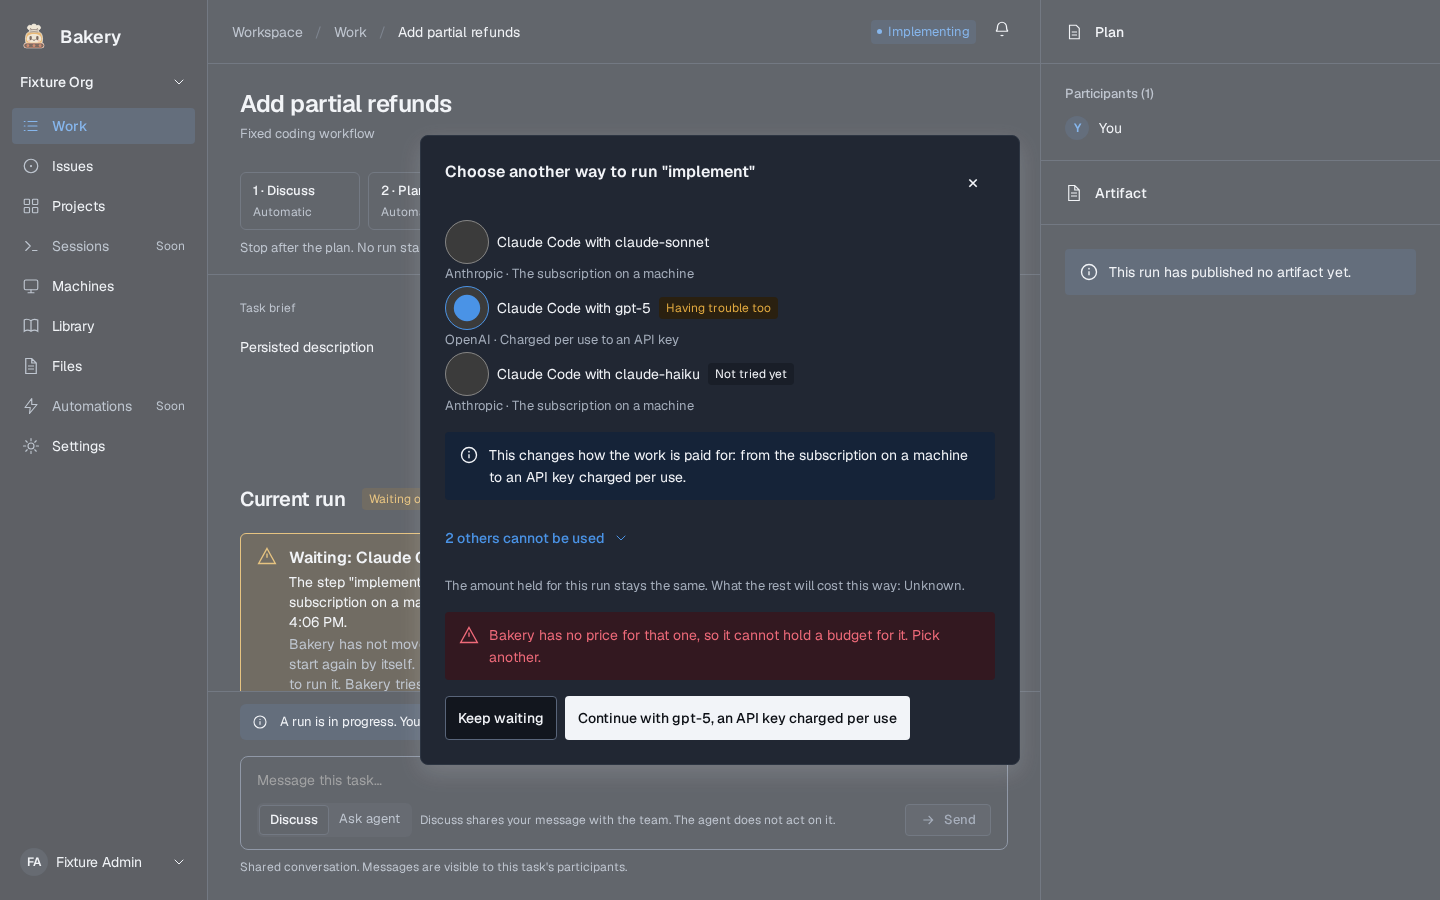 Bakery
Fixture Org
Work
Issues
Projects
Sessions Soon
Machines
Library
Files
Automations Soon
Settings
FA Fixture Admin
Workspace / Work / Add partial refunds
Implementing
Add partial refunds
Fixed coding workflow
1 · Discuss
Automatic
2 · Plan
Autom
Stop after the plan. No run sta
Task brief
Persisted description
Current run
Waiting o
Waiting: Claude C
The step "implement
subscription on a ma
4:06 PM.
Bakery has not mov
start again by itself.
to run it. Bakery tries
A run is in progress. You
Message this task…
Discuss
Ask agent
Discuss shares your message with the team. The agent does not act on it.
Send
Shared conversation. Messages are visible to this task's participants.
Choose another way to run "implement"
Claude Code with claude-sonnet
Anthropic · The subscription on a machine
Claude Code with gpt-5 Having trouble too
OpenAI · Charged per use to an API key
Claude Code with claude-haiku Not tried yet
Anthropic · The subscription on a machine
This changes how the work is paid for: from the subscription on a machine
to an API key charged per use.
2 others cannot be used
The amount held for this run stays the same. What the rest will cost this way: Unknown.
Bakery has no price for that one, so it cannot hold a budget for it. Pick
another.
Keep waiting
Continue with gpt-5, an API key charged per use
Plan
Participants (1)
Y You
Artifact
This run has published no artifact yet.